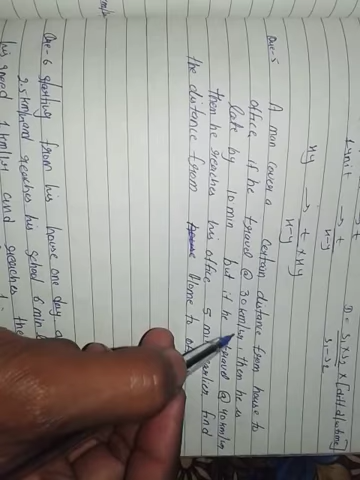 1 unit → t
x-y
xy → t × xy
x-y
D = S1 × S2 × [diff. of time]
S1 - S2
Que-5 A man cover a certain distance from house to
office if he travel @ 30 km/hr then he is
late by 10 min but if he travel @ 40 km/hr
then he reaches his office 5 min earlier find
the distance from Home to
Que-6 starting from his house one day a
2.5 km/hr and reaches his school 6 min
his speed 1 km/hr and reaches the